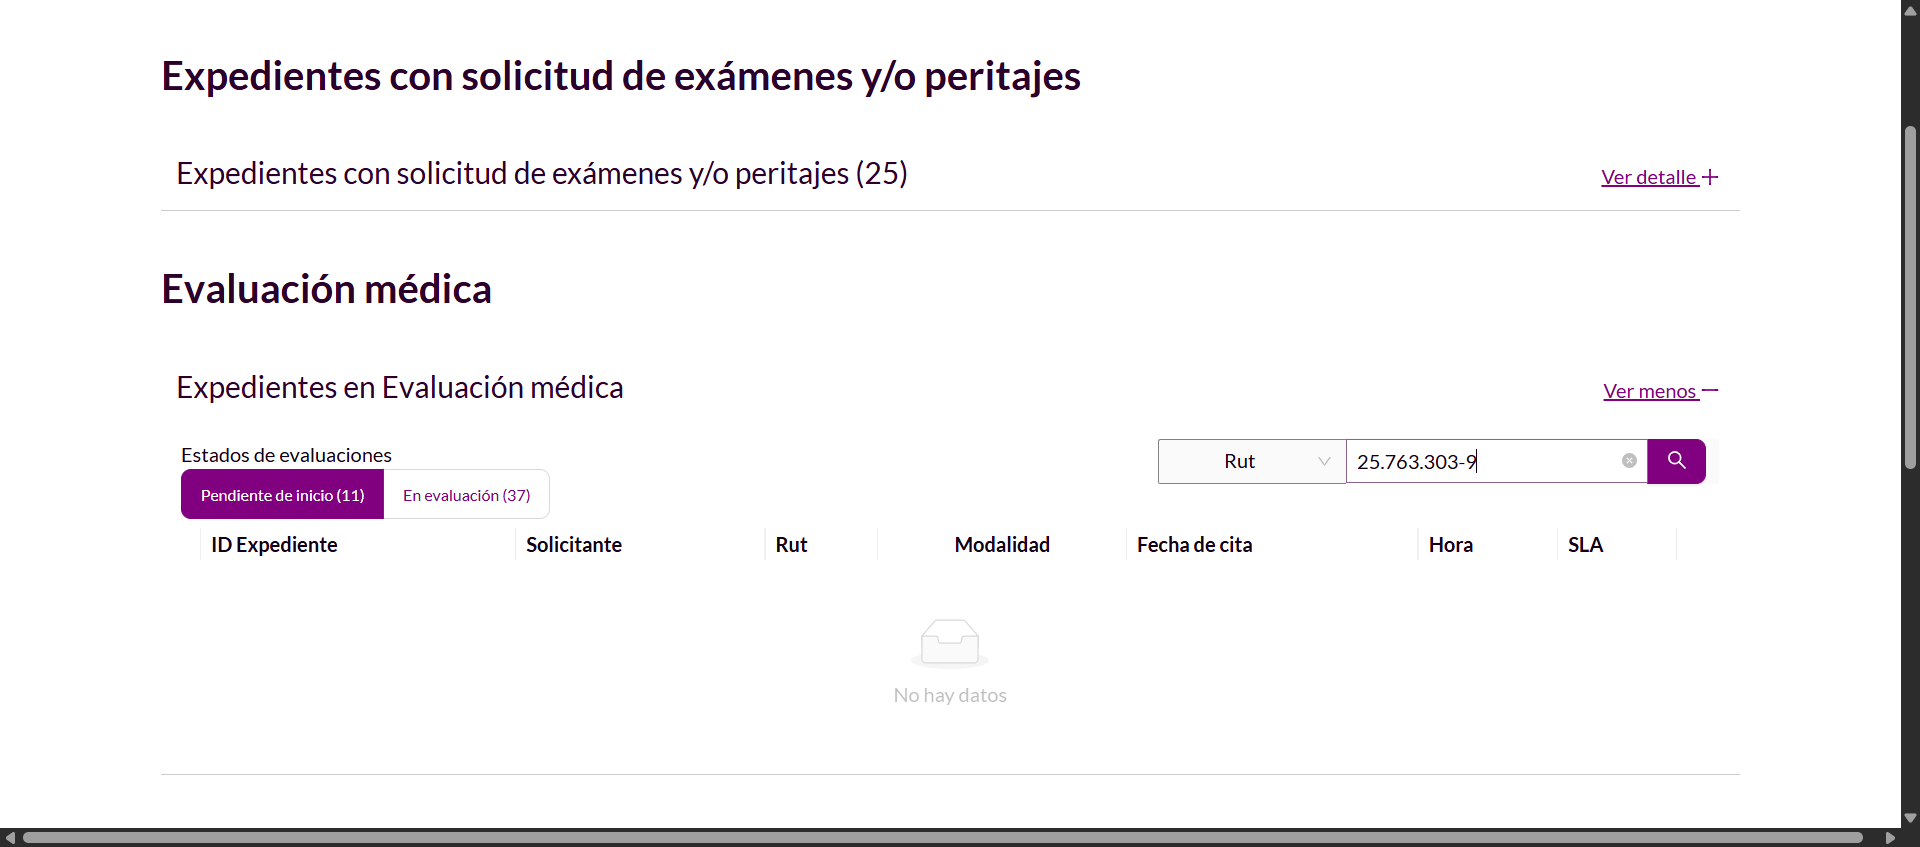 Expedientes con solicitud de exámenes y/o peritajes
Expedientes con solicitud de exámenes y/o peritajes (25)
Ver detalle
Evaluación médica
Expedientes en Evaluación médica
Ver menos
Estados de evaluaciones
Rut
25.763.303-9
Pendiente de inicio (11)
En evaluación (37)
ID Expediente Solicitante Rut Modalidad Fecha de cita Hora SLA
No hay datos